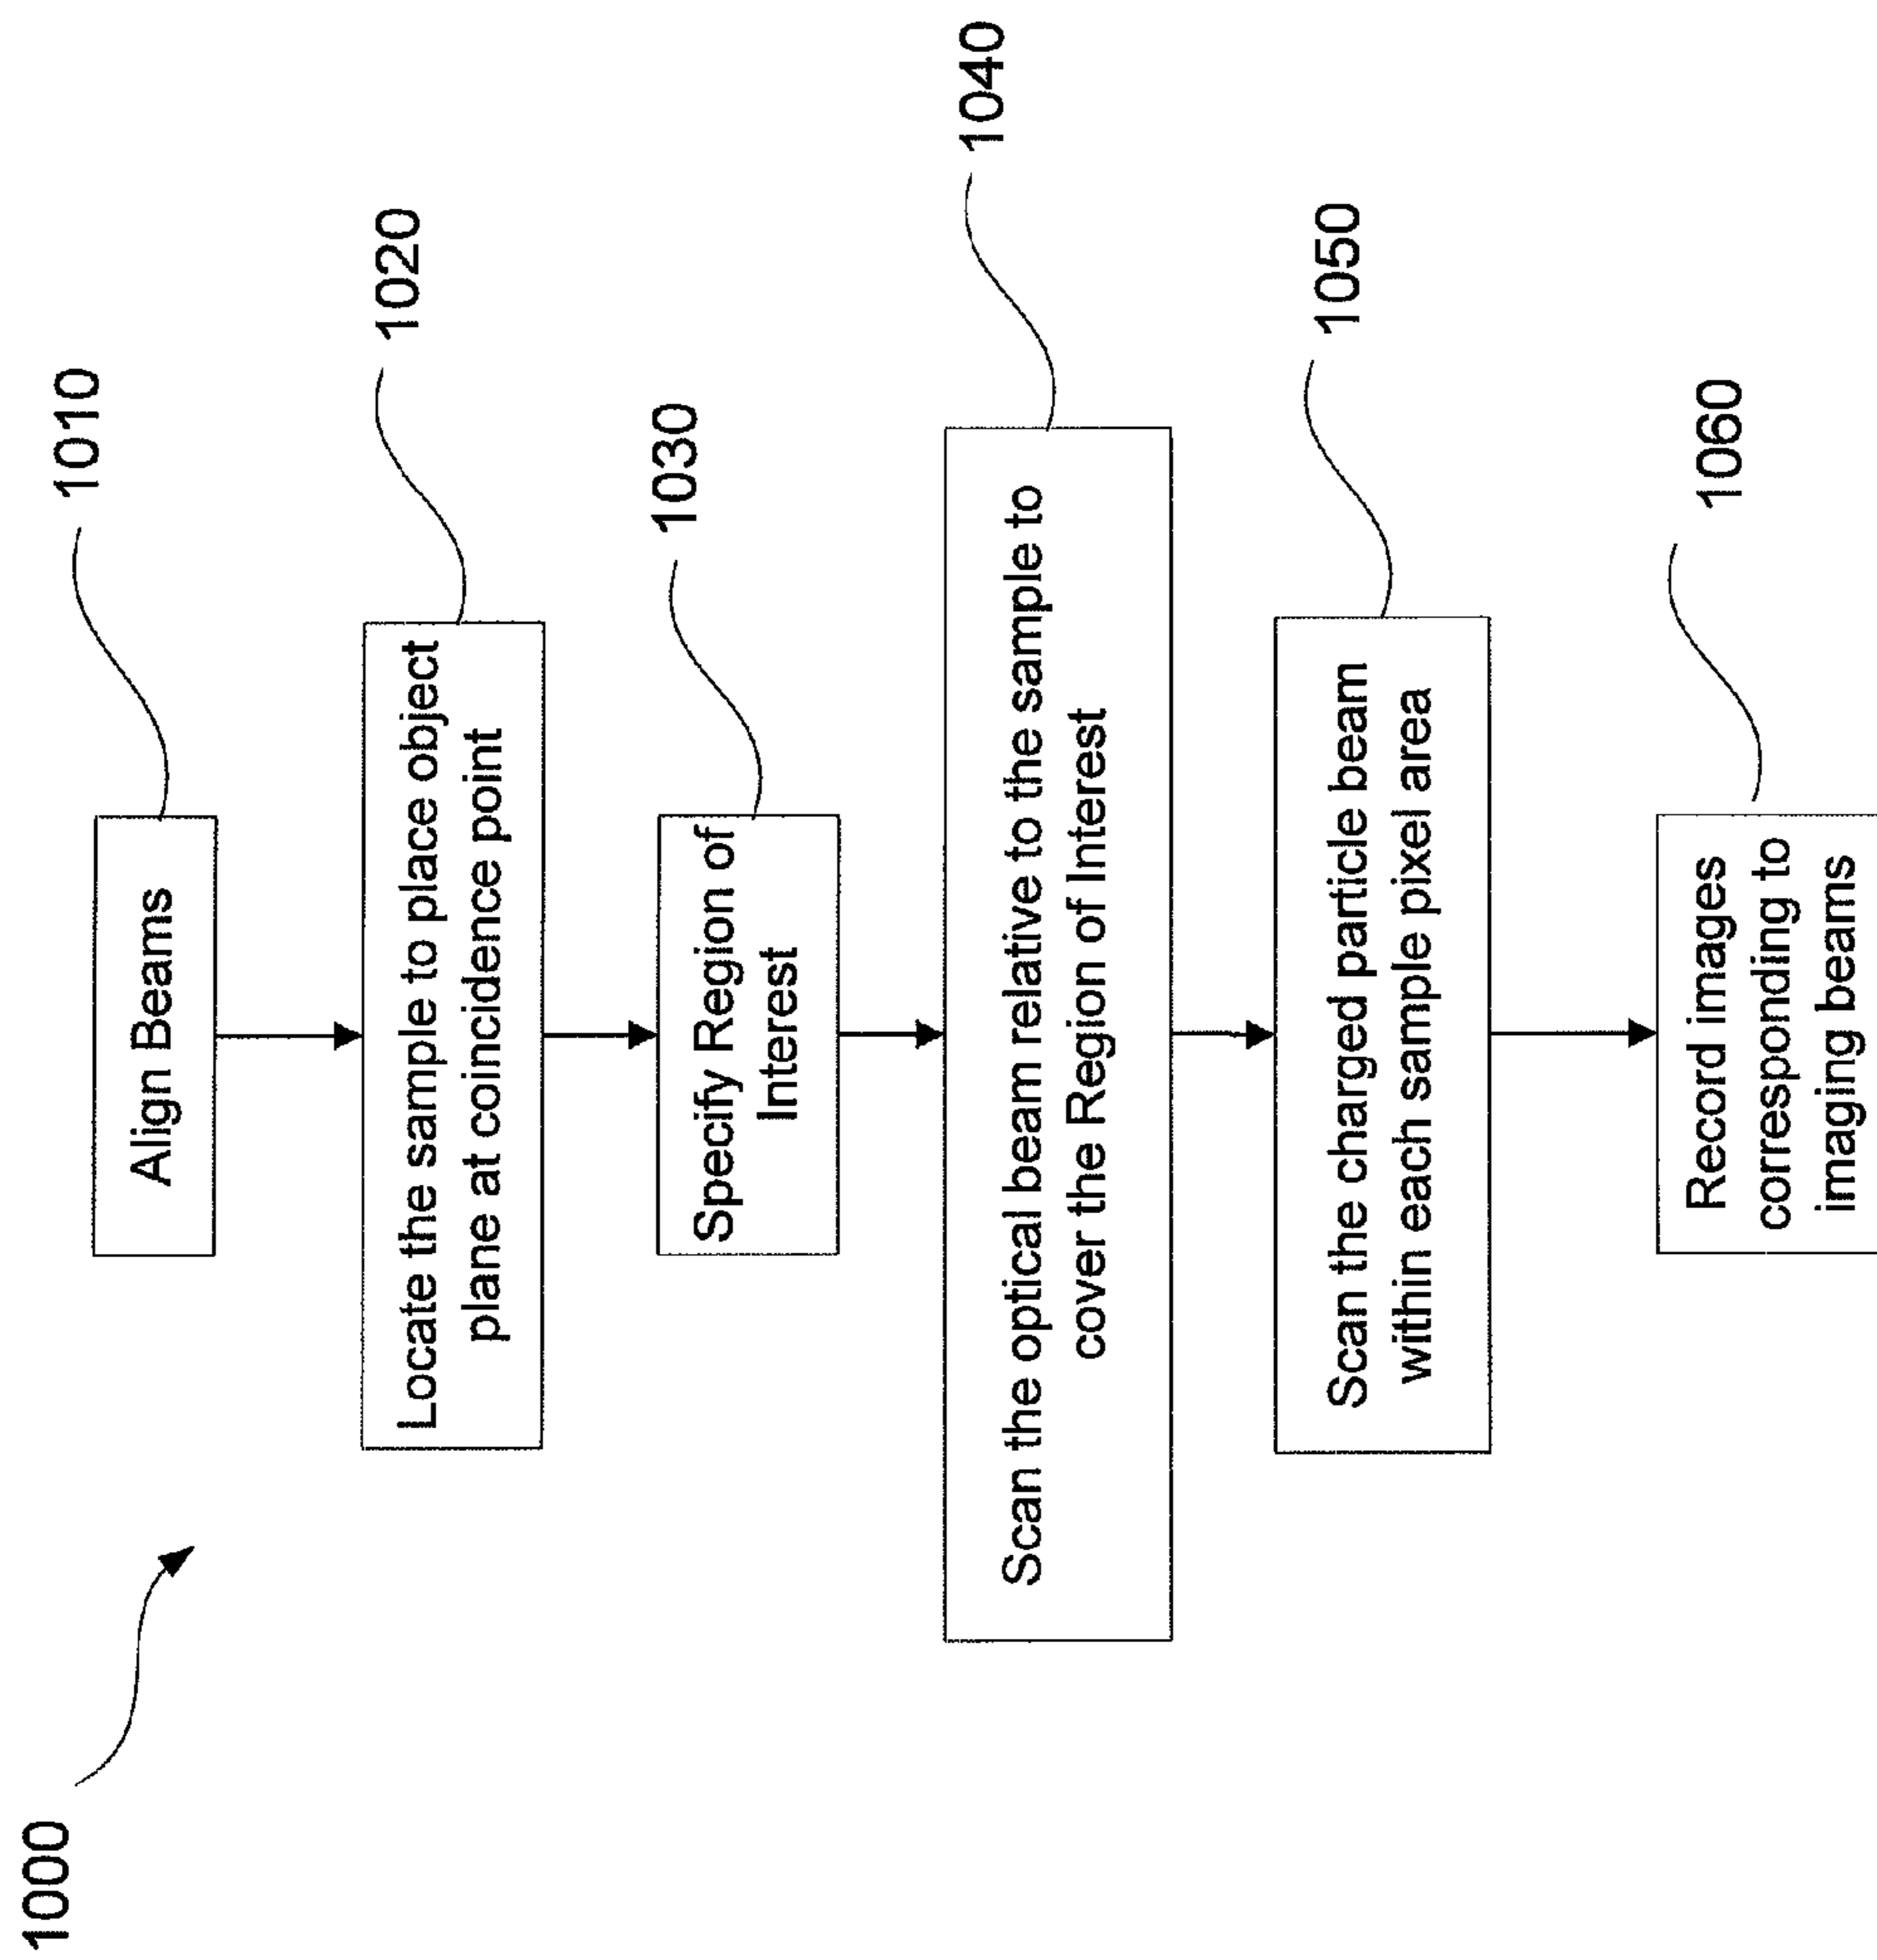 1000
Align Beams
1010
Locate the sample to place object
plane at coincidence point
1020
Specify Region of
Interest
1030
Scan the optical beam relative to the sample to
cover the Region of Interest
1040
Scan the charged particle beam
within each sample pixel area
1050
Record images
corresponding to
imaging beams
1060